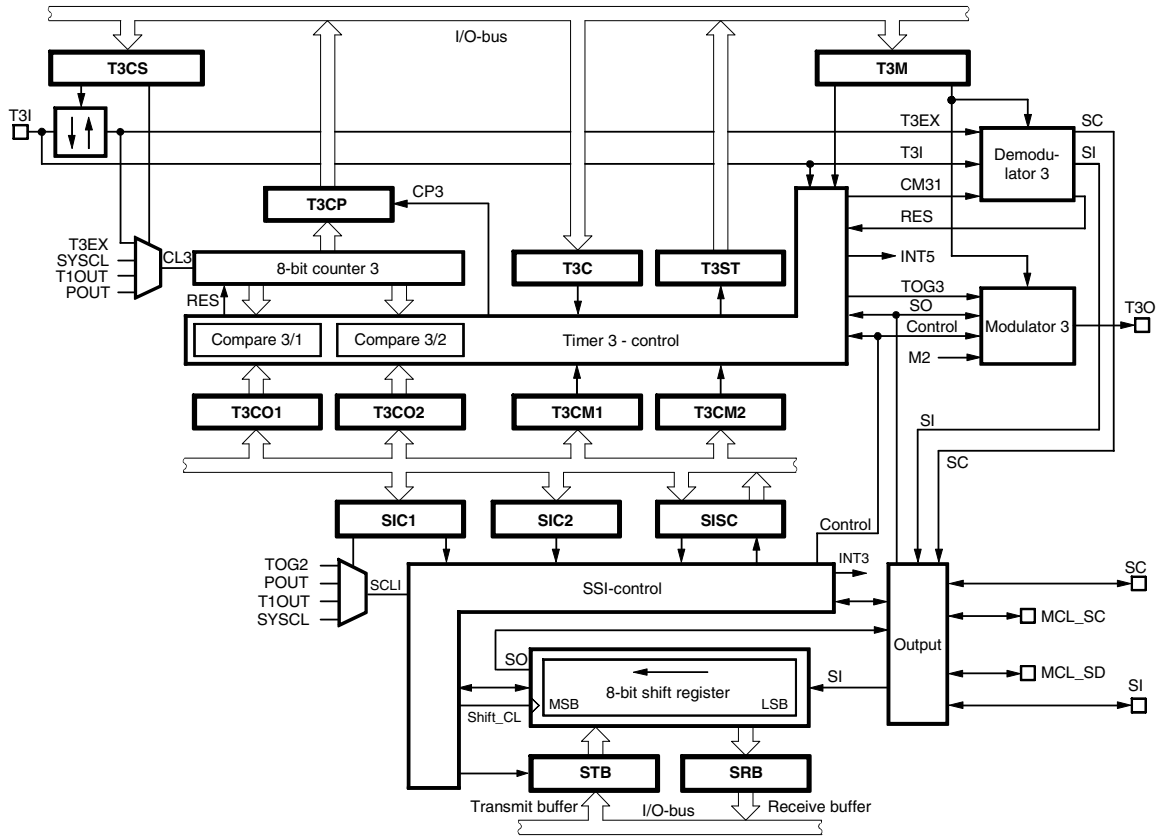 I/O-bus
T3CS
T3M
T3I
T3EX
SC
T3I
SI
Demodu-
lator 3
CM31
RES
T3CP
CP3
T3EX
SYSCL
T1OUT
POUT
CL3
8-bit counter 3
T3C
T3ST
INT5
RES
TOG3
SO
Control
M2
Modulator 3
T3O
Compare 3/1
Compare 3/2
Timer 3 - control
T3CO1
T3CO2
T3CM1
T3CM2
SI
SC
SIC1
SIC2
SISC
Control
INT3
TOG2
POUT
T1OUT
SYSCL
SCLI
SSI-control
SC
MCL_SC
Output
SO
8-bit shift register
MSB
LSB
SI
MCL_SD
SI
Shift_CL
STB
SRB
Transmit buffer
I/O-bus
Receive buffer